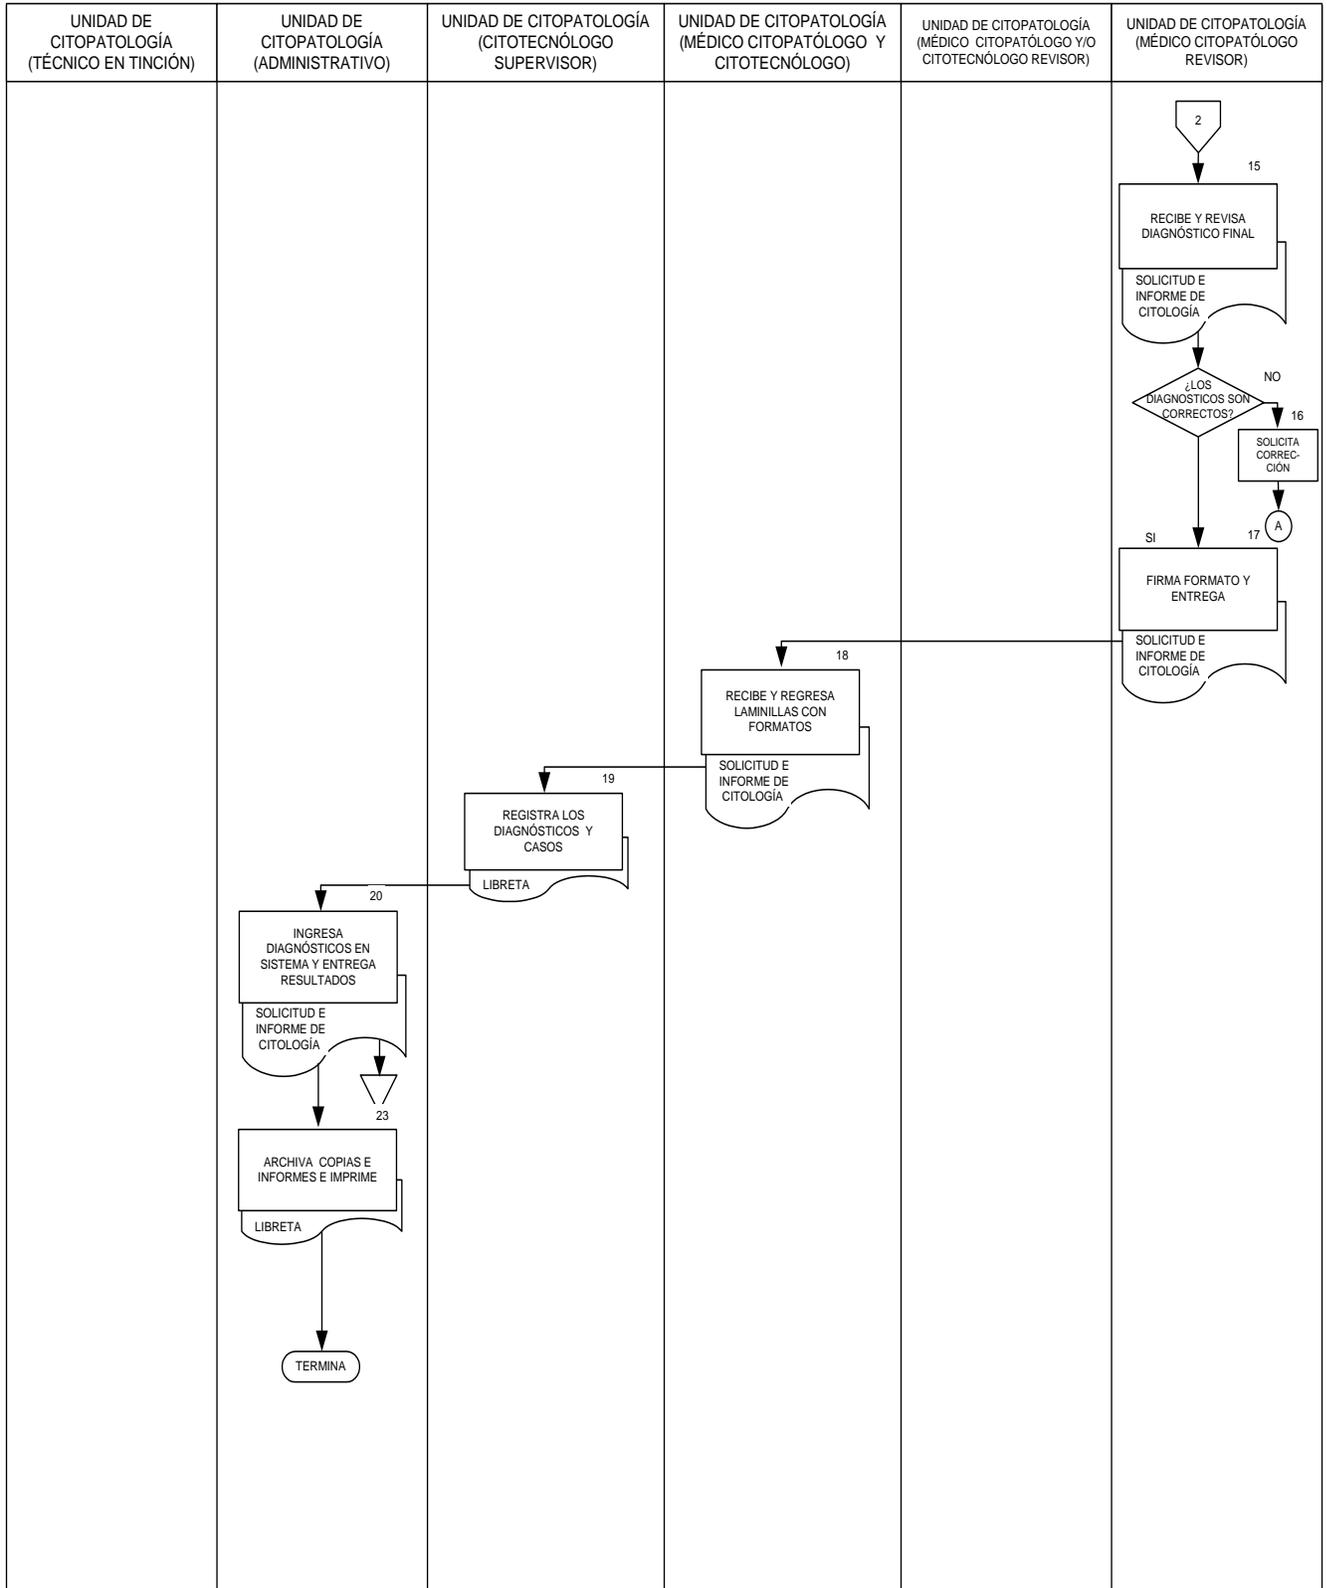 UNIDAD DE
CITOPATOLOGÍA
(TÉCNICO EN TINCIÓN)
UNIDAD DE
CITOPATOLOGÍA
(ADMINISTRATIVO)
UNIDAD DE CITOPATOLOGÍA
(CITOTECNÓLOGO
SUPERVISOR)
UNIDAD DE CITOPATOLOGÍA
(MÉDICO CITOPATÓLOGO Y
CITOTECNÓLOGO)
UNIDAD DE CITOPATOLOGÍA
(MÉDICO CITOPATÓLOGO Y/O
CITOTECNÓLOGO REVISOR)
UNIDAD DE CITOPATOLOGÍA
(MÉDICO CITOPATÓLOGO
REVISOR)
2
15
RECIBE Y REVISA
DIAGNÓSTICO FINAL
SOLICITUD E
INFORME DE
CITOLOGÍA
¿LOS
DIAGNOSTICOS SON
CORRECTOS?
NO
16
SOLICITA
CORREC-
CIÓN
A
SI
17
FIRMA FORMATO Y
ENTREGA
SOLICITUD E
INFORME DE
CITOLOGÍA
18
RECIBE Y REGRESA
LAMINILLAS CON
FORMATOS
SOLICITUD E
INFORME DE
CITOLOGÍA
19
REGISTRA LOS
DIAGNÓSTICOS Y
CASOS
LIBRETA
20
INGRESA
DIAGNÓSTICOS EN
SISTEMA Y ENTREGA
RESULTADOS
SOLICITUD E
INFORME DE
CITOLOGÍA
23
ARCHIVA COPIAS E
INFORMES E IMPRIME
LIBRETA
TERMINA